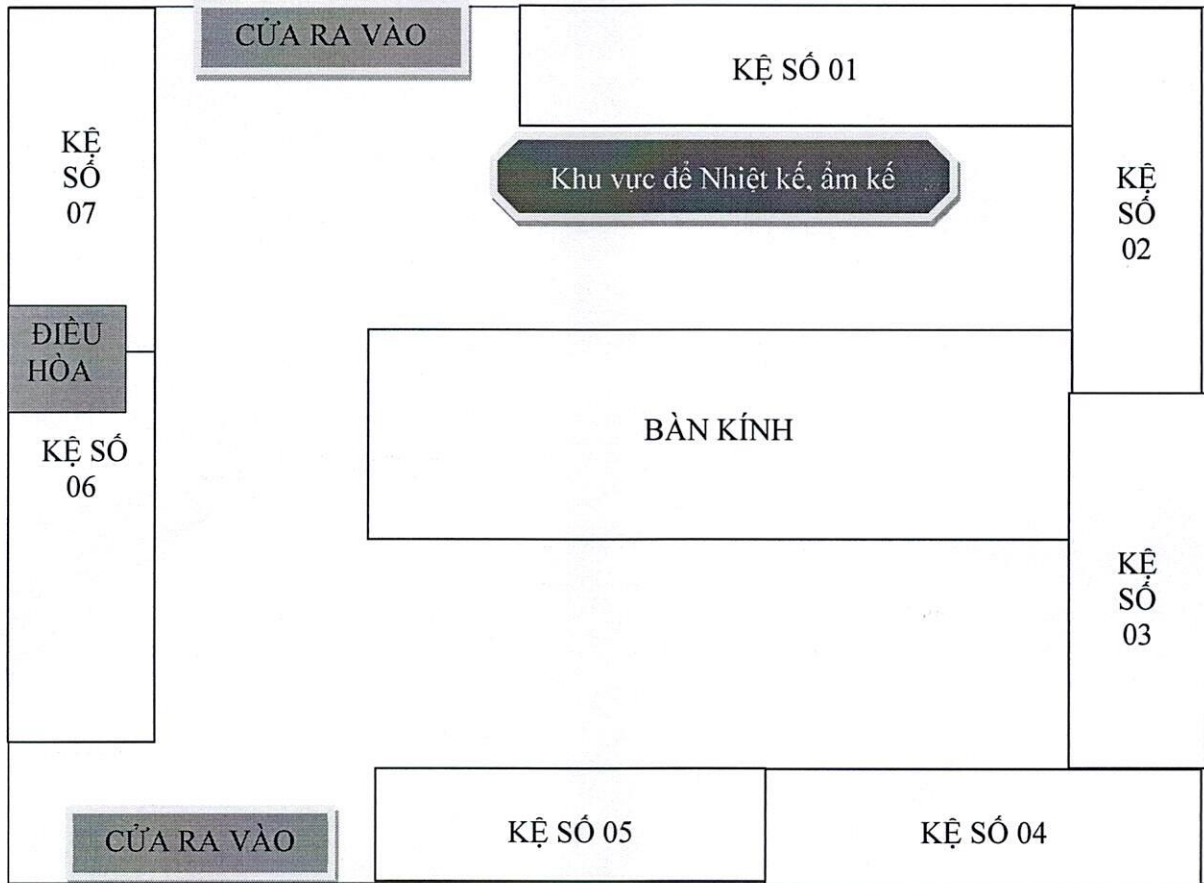 CỬA RA VÀO
KỆ SỐ 01
KỆ
SỐ
07
Khu vực để Nhiệt kế, ẩm kế
KỆ
SỐ
02
ĐIỀU
HÒA
BÀN KÍNH
KỆ SỐ
06
KỆ
SỐ
03
CỬA RA VÀO
KỆ SỐ 05
KỆ SỐ 04